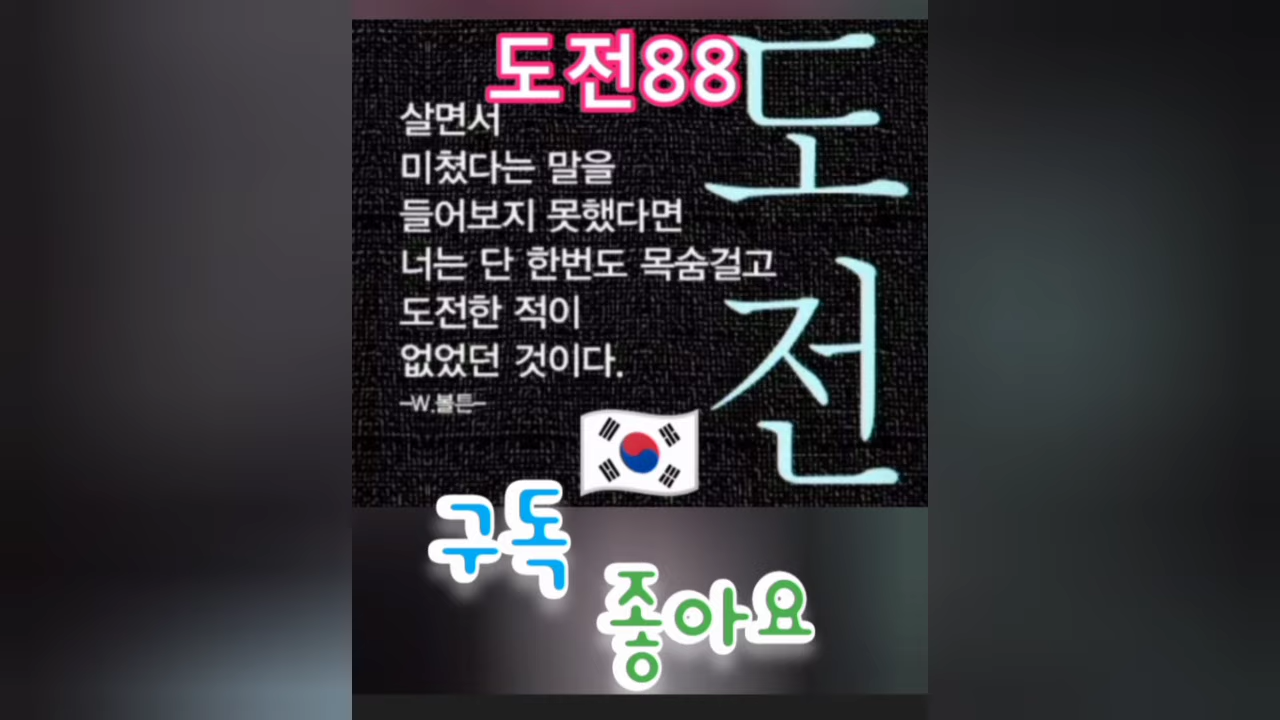 도전88
도전
살면서
미쳤다는 말을
들어보지 못했다면
너는 단 한번도 목숨걸고
도전한 적이
없었던 것이다.
-W.볼튼-
구독
좋아요